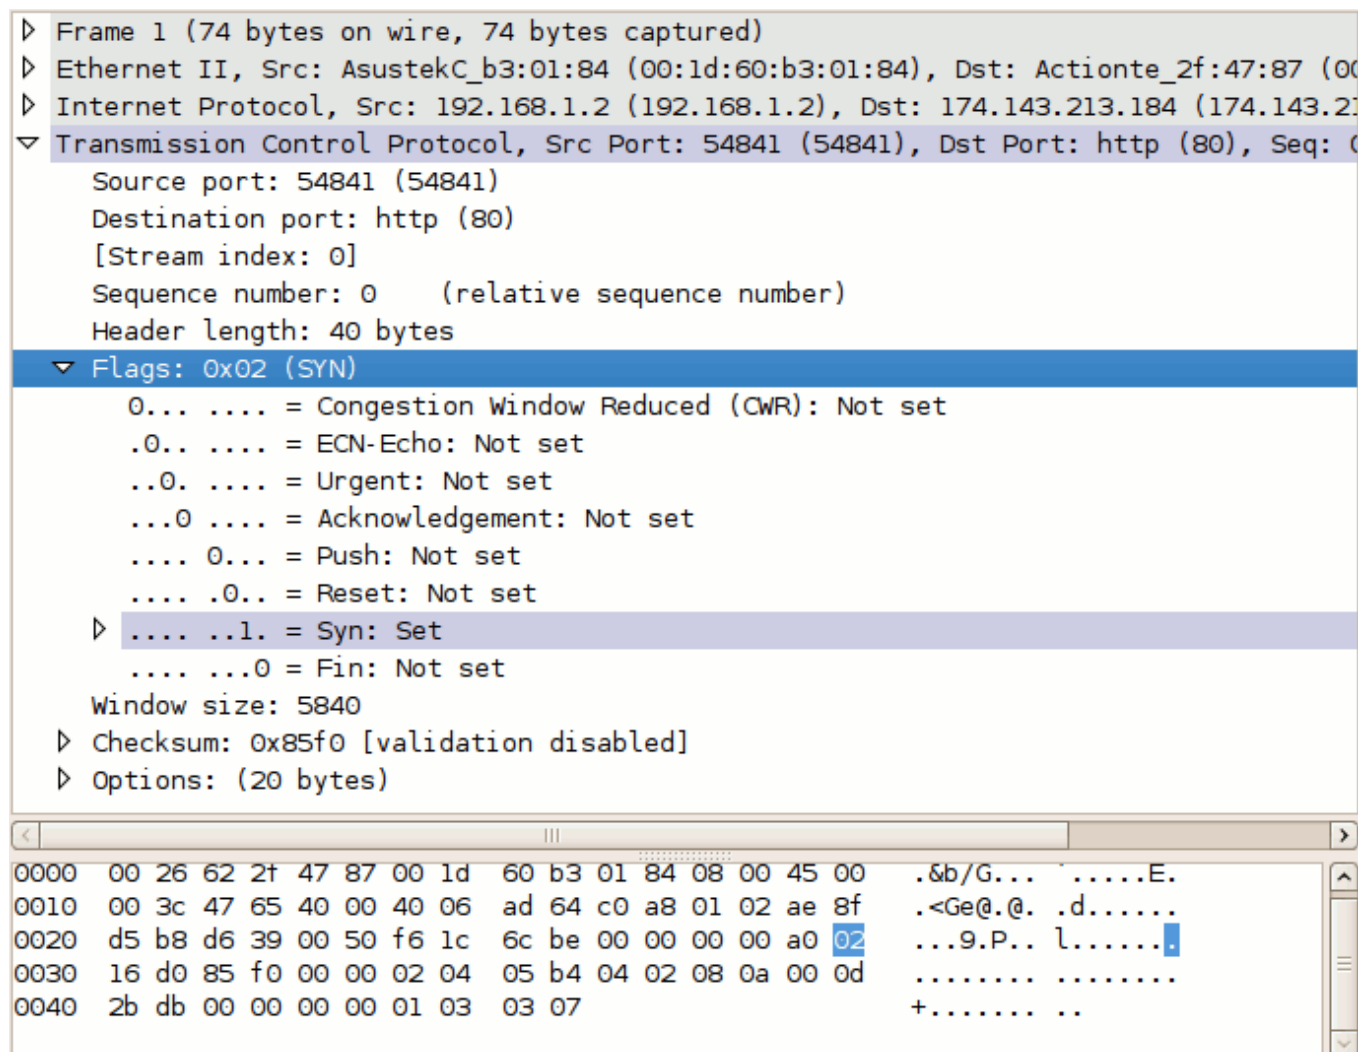 Frame 1 (74 bytes on wire, 74 bytes captured)
Ethernet II, Src: AsustekC_b3:01:84 (00:1d:60:b3:01:84), Dst: Actionte_2f:47:87 (00
Internet Protocol, Src: 192.168.1.2 (192.168.1.2), Dst: 174.143.213.184 (174.143.21
Transmission Control Protocol, Src Port: 54841 (54841), Dst Port: http (80), Seq: 0
Source port: 54841 (54841)
Destination port: http (80)
[Stream index: 0]
Sequence number: 0    (relative sequence number)
Header length: 40 bytes
Flags: 0x02 (SYN)
0... .... = Congestion Window Reduced (CWR): Not set
.0.. .... = ECN-Echo: Not set
..0. .... = Urgent: Not set
...0 .... = Acknowledgement: Not set
.... 0... = Push: Not set
.... .0.. = Reset: Not set
.... ..1. = Syn: Set
.... ...0 = Fin: Not set
Window size: 5840
Checksum: 0x85f0 [validation disabled]
Options: (20 bytes)
0000  00 26 62 2f 47 87 00 1d  60 b3 01 84 08 00 45 00   .&b/G... `.....E.
0010  00 3c 47 65 40 00 40 06  ad 64 c0 a8 01 02 ae 8f   .<Ge@.@. .d......
0020  d5 b8 d6 39 00 50 f6 1c  6c be 00 00 00 00 a0 02   ...9.P.. l.......
0030  16 d0 85 f0 00 00 02 04  05 b4 04 02 08 0a 00 0d   ........ ........
0040  2b db 00 00 00 00 01 03  03 07                     +....... ..